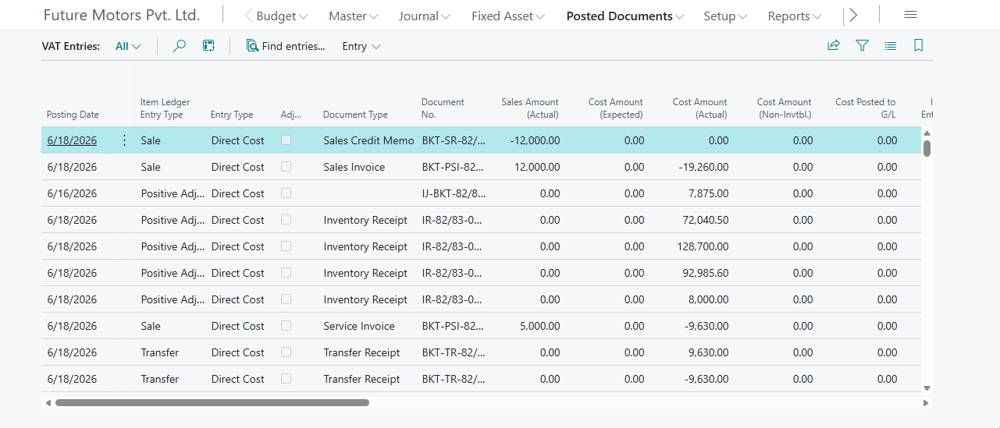 Future Motors Pvt. Ltd. Budget Master Journal Fixed Asset Posted Documents Setup Reports
VAT Entries: All Find entries... Entry
Posting Date Item Ledger Entry Type Entry Type Adj... Document Type Document No. Sales Amount (Actual) Cost Amount (Expected) Cost Amount (Actual) Cost Amount (Non-Invtbl.) Cost Posted to G/L I Ent
6/18/2026 Sale Direct Cost Sales Credit Memo BKT-SR-82/... -12,000.00 0.00 0.00 0.00 0.00
6/18/2026 Sale Direct Cost Sales Invoice BKT-PSI-82... 12,000.00 0.00 -19,260.00 0.00 0.00
6/16/2026 Positive Adj... Direct Cost IJ-BKT-82/8... 0.00 0.00 7,875.00 0.00 0.00
6/18/2026 Positive Adj... Direct Cost Inventory Receipt IR-82/83-0... 0.00 0.00 72,040.50 0.00 0.00
6/18/2026 Positive Adj... Direct Cost Inventory Receipt IR-82/83-0... 0.00 0.00 128,700.00 0.00 0.00
6/18/2026 Positive Adj... Direct Cost Inventory Receipt IR-82/83-0... 0.00 0.00 92,985.60 0.00 0.00
6/18/2026 Positive Adj... Direct Cost Inventory Receipt IR-82/83-0... 0.00 0.00 8,000.00 0.00 0.00
6/18/2026 Sale Direct Cost Service Invoice BKT-PSI-82... 5,000.00 0.00 -9,630.00 0.00 0.00
6/18/2026 Transfer Direct Cost Transfer Receipt BKT-TR-82/... 0.00 0.00 9,630.00 0.00 0.00
6/18/2026 Transfer Direct Cost Transfer Receipt BKT-TR-82/... 0.00 0.00 -9,630.00 0.00 0.00